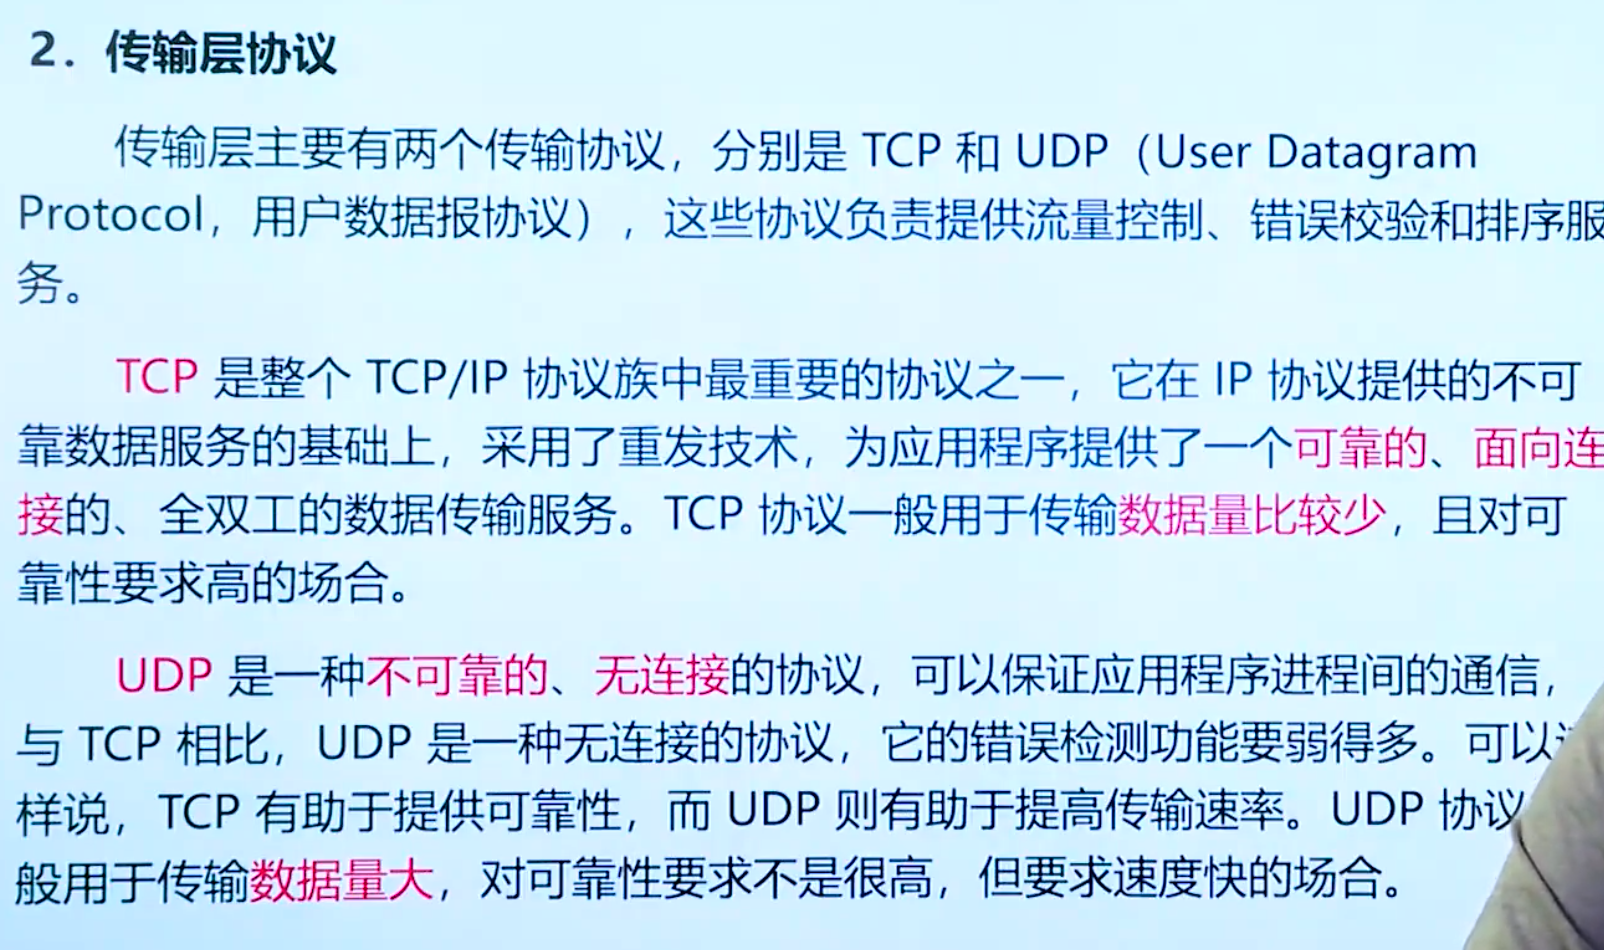 2. 传输层协议
传输层主要有两个传输协议，分别是 TCP 和 UDP（User Datagram
Protocol，用户数据报协议），这些协议负责提供流量控制、错误校验和排序服
务。
TCP 是整个 TCP/IP 协议族中最重要的协议之一，它在 IP 协议提供的不可
靠数据服务的基础上，采用了重发技术，为应用程序提供了一个可靠的、面向连
接的、全双工的数据传输服务。TCP 协议一般用于传输数据量比较少，且对可
靠性要求高的场合。
UDP 是一种不可靠的、无连接的协议，可以保证应用程序进程间的通信，
与 TCP 相比，UDP 是一种无连接的协议，它的错误检测功能要弱得多。可以
样说，TCP 有助于提供可靠性，而 UDP 则有助于提高传输速率。UDP 协议
般用于传输数据量大，对可靠性要求不是很高，但要求速度快的场合。